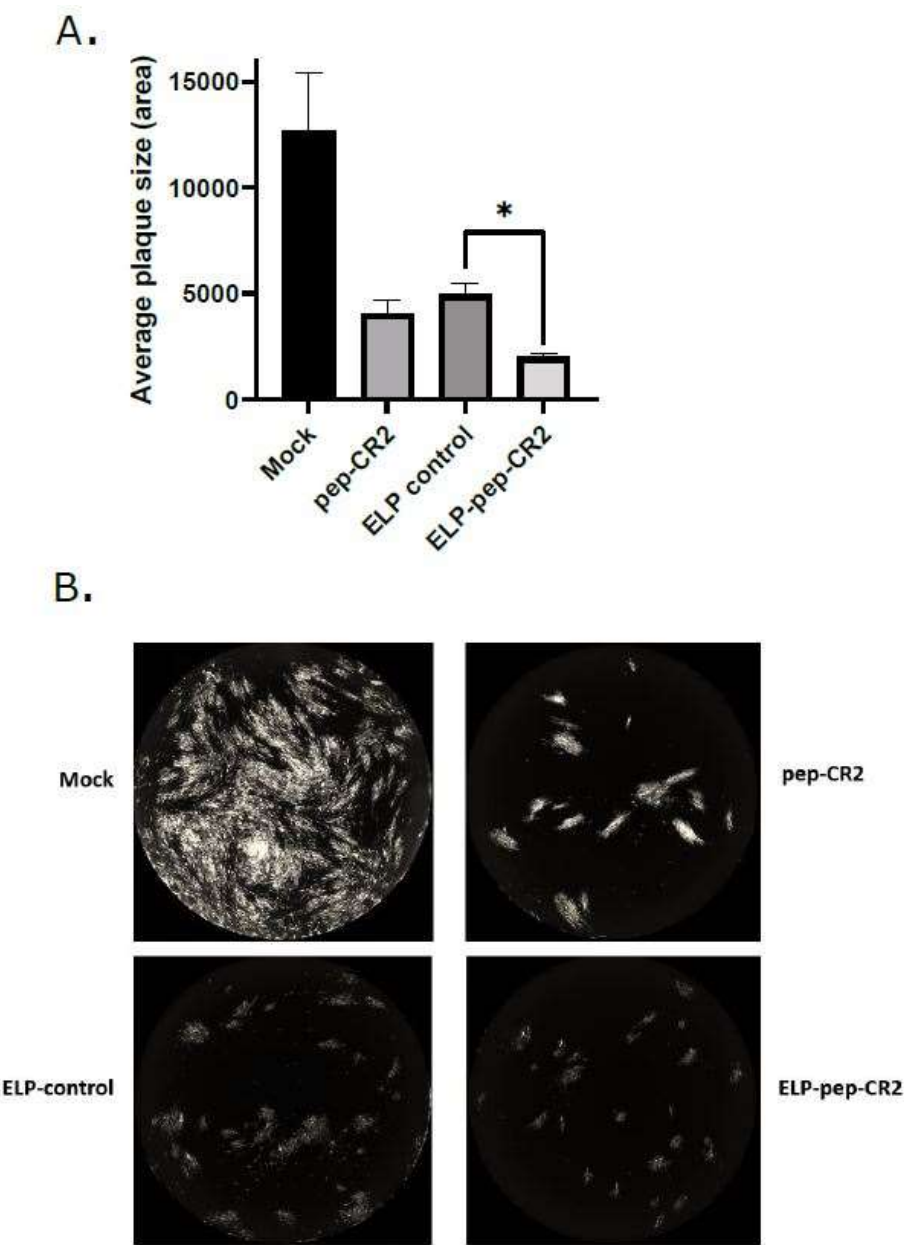 A.
Average plaque size (area)
15000
10000
5000
0
*
Mock
pep-CR2
ELP control
ELP-pep-CR2
B.
Mock
pep-CR2
ELP-control
ELP-pep-CR2